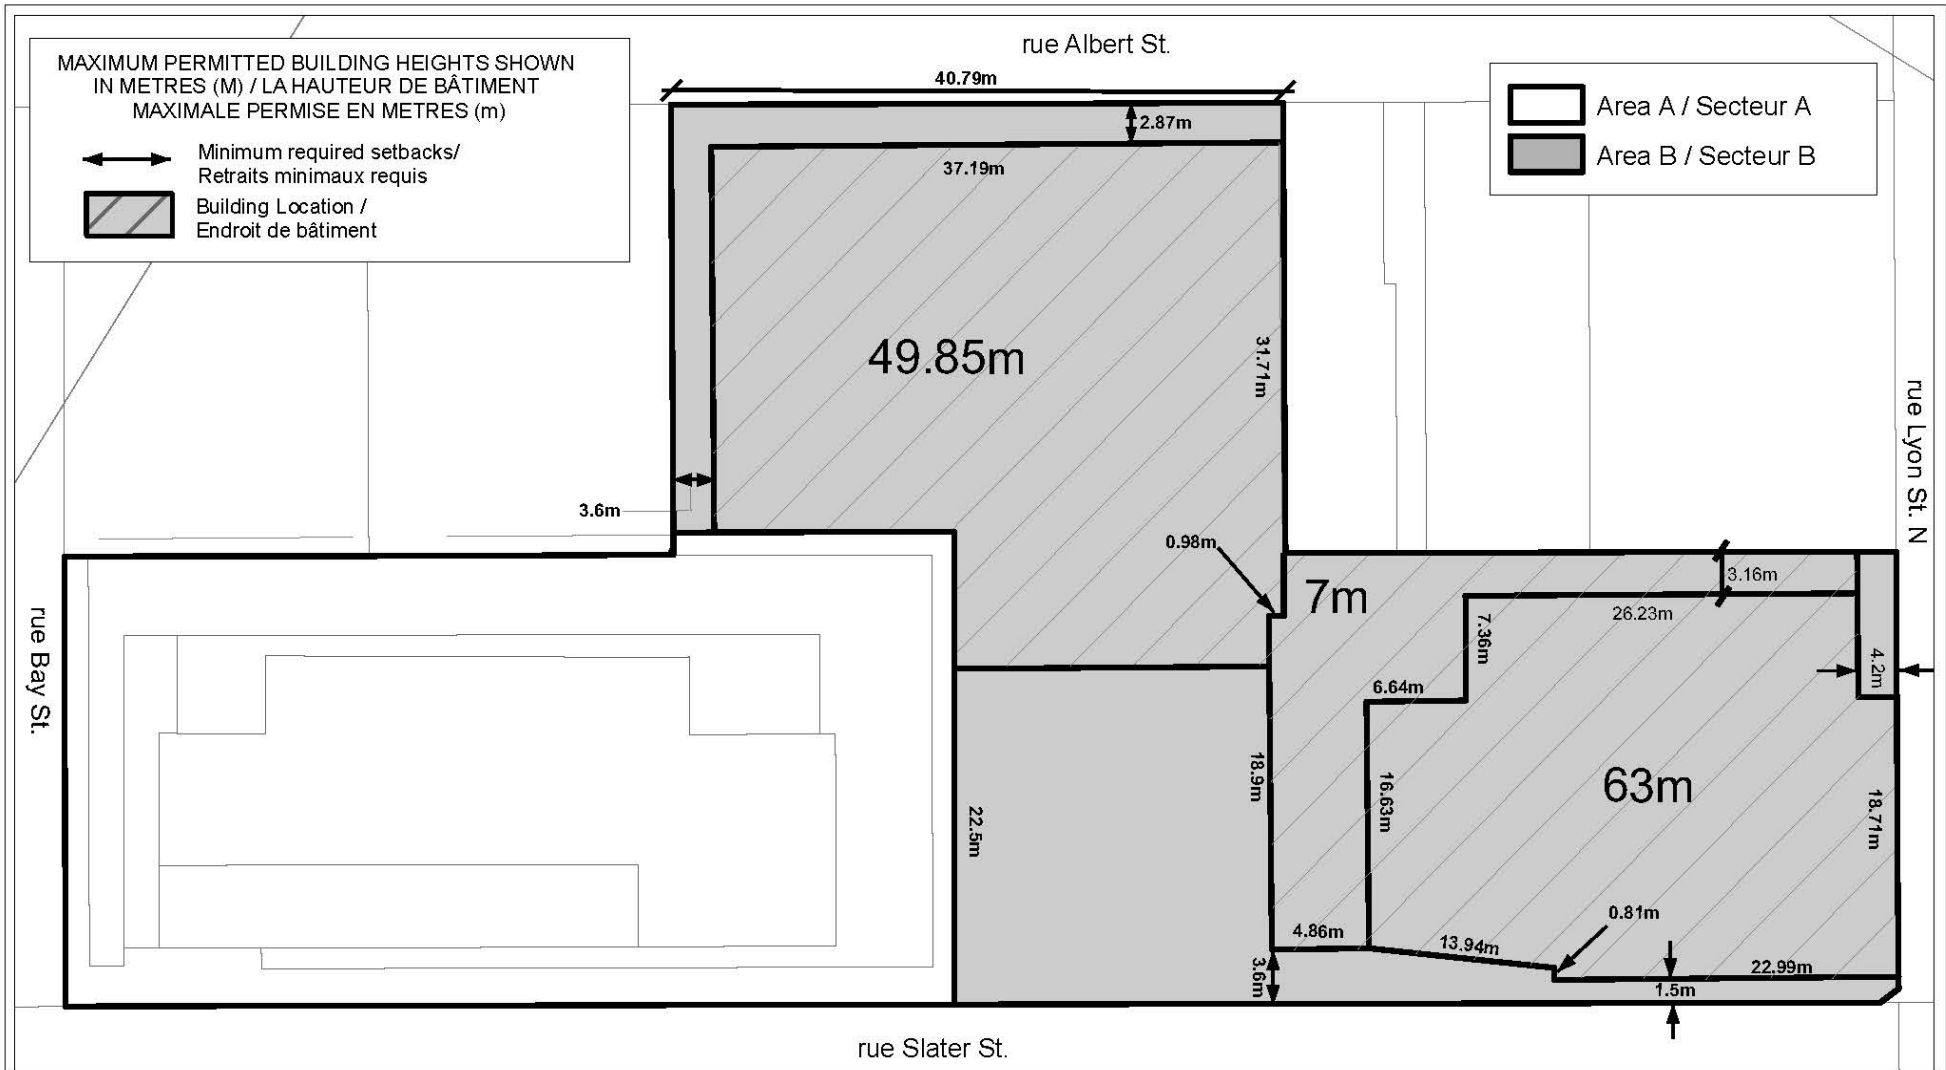 rue Albert St.
MAXIMUM PERMITTED BUILDING HEIGHTS SHOWN
IN METRES (M) / LA HAUTEUR DE BÂTIMENT
MAXIMALE PERMISE EN METRES (m)
Minimum required setbacks/
Retraits minimaux requis
Building Location /
Endroit de bâtiment
Area A / Secteur A
Area B / Secteur B
40.79m
2.87m
37.19m
49.85m
31.71m
3.6m
0.98m
7m
3.16m
26.23m
7.36m
4.2m
6.64m
rue Lyon St. N
rue Bay St.
63m
18.9m
16.63m
18.71m
22.5m
0.81m
4.86m
13.94m
22.99m
3.6m
1.5m
rue Slater St.